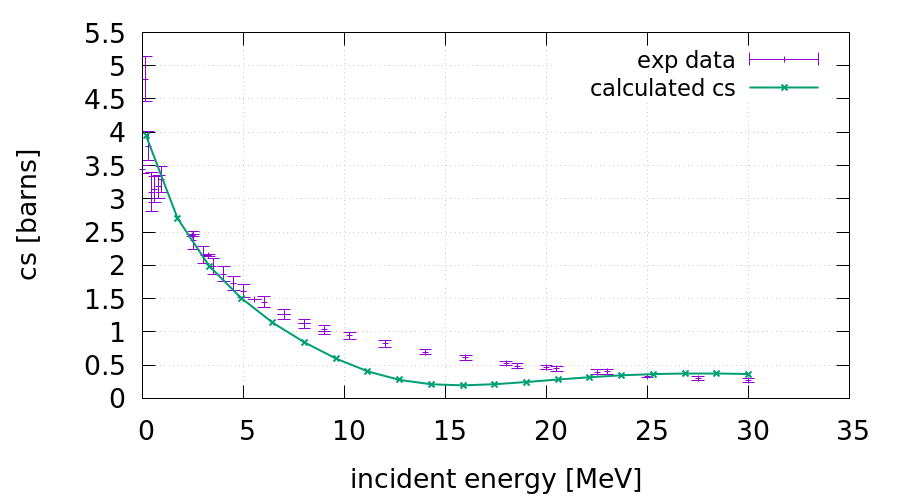 5.5
5
4.5
4
3.5
3
2.5
2
1.5
1
0.5
0
cs [barns]
exp data
calculated cs
0 5 10 15 20 25 30 35
incident energy [MeV]